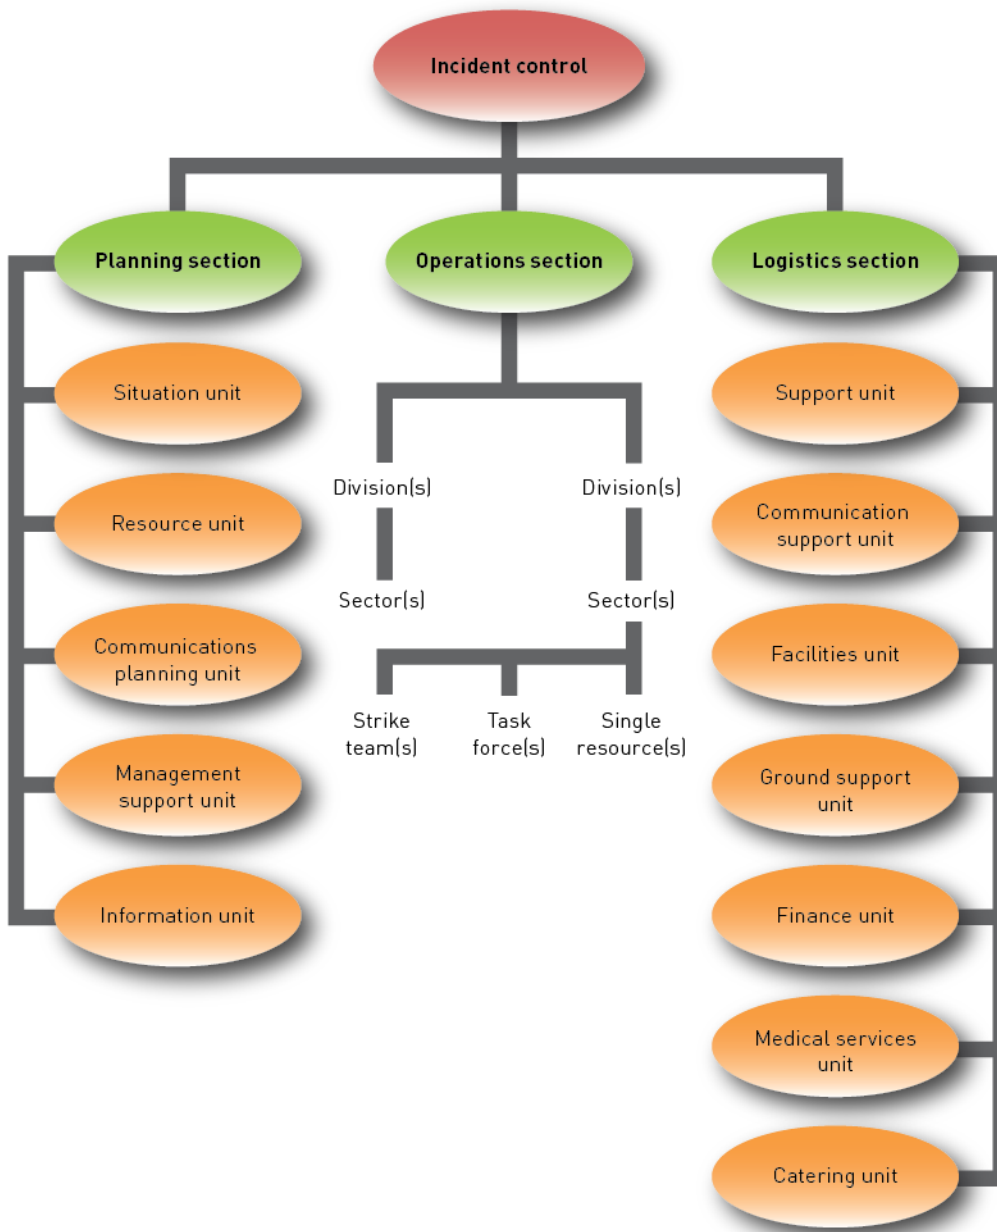 Incident control
Planning section
Operations section
Logistics section
Situation unit
Support unit
Division(s)
Division(s)
Resource unit
Communication
support unit
Sector(s)
Sector(s)
Communications
planning unit
Facilities unit
Strike
team(s)
Task
force(s)
Single
resource(s)
Management
support unit
Ground support
unit
Information unit
Finance unit
Medical services
unit
Catering unit